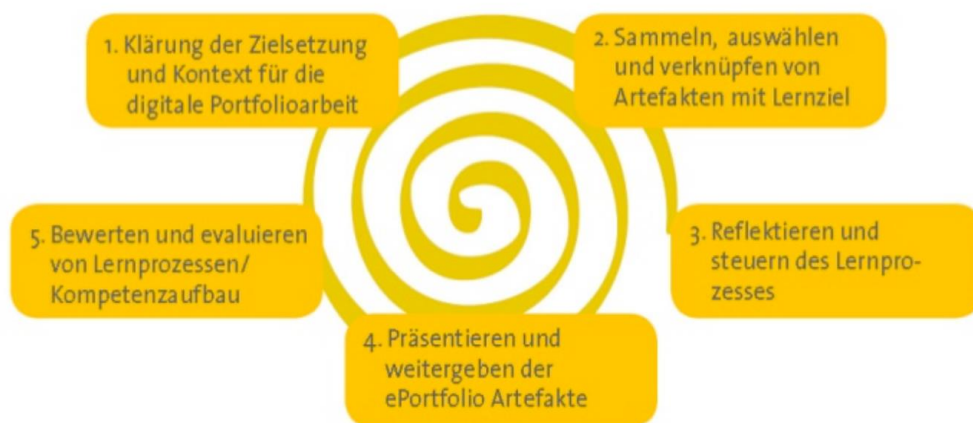 1. Klärung der Zielsetzung
und Kontext für die
digitale Portfolioarbeit
2. Sammeln, auswählen
und verknüpfen von
Artefakten mit Lernziel
3. Reflektieren und
steuern des Lernpro-
zesses
4. Präsentieren und
weitergeben der
ePortfolio Artefakte
5. Bewerten und evaluieren
von Lernprozessen/
Kompetenzaufbau